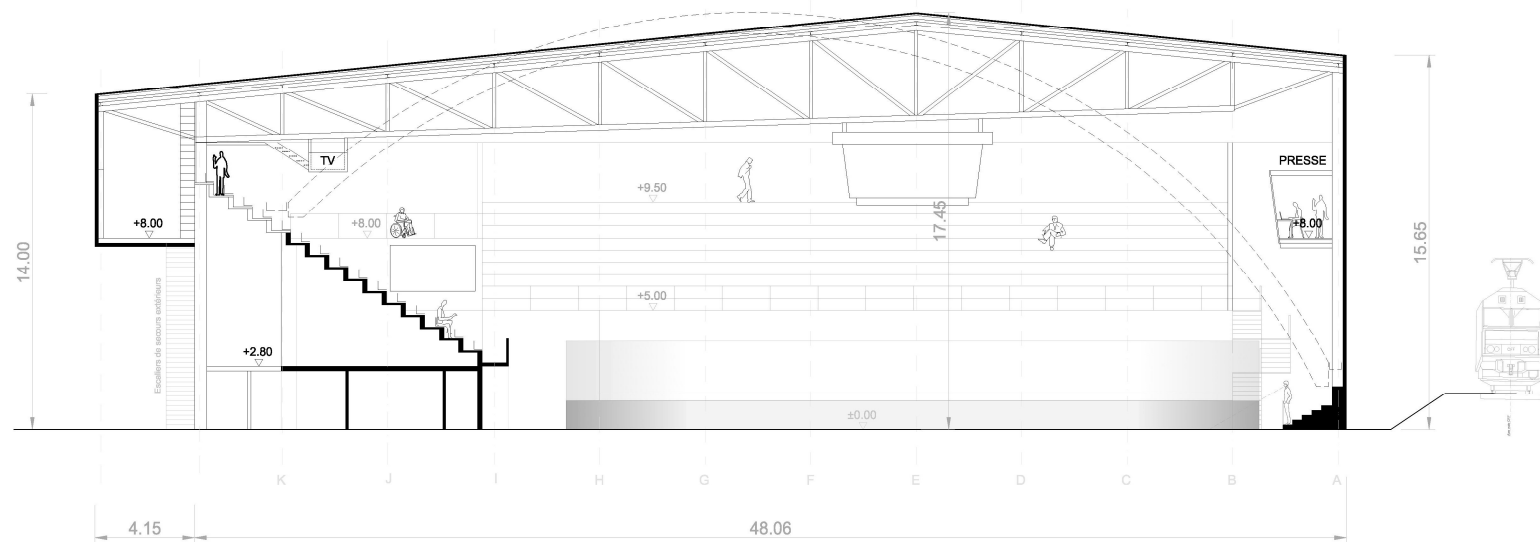 TV
PRESSE
+9.50
+8.00
+8.00
+8.00
17.45
14.00
15.65
Escaliers de secours extérieurs
+5.00
+2.80
±0.00
K
J
I
H
G
F
E
D
C
B
A
4.15
48.06